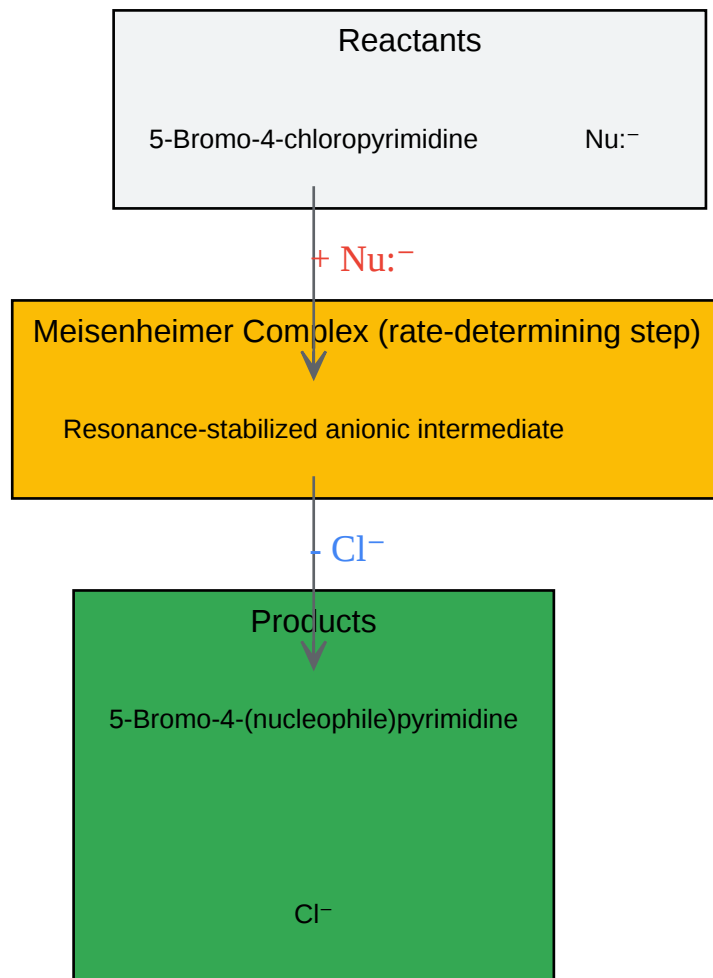 Reactants
5-Bromo-4-chloropyrimidine Nu:⁻
+ Nu:⁻
Meisenheimer Complex (rate-determining step)
Resonance-stabilized anionic intermediate
- Cl⁻
Products
5-Bromo-4-(nucleophile)pyrimidine
Cl⁻